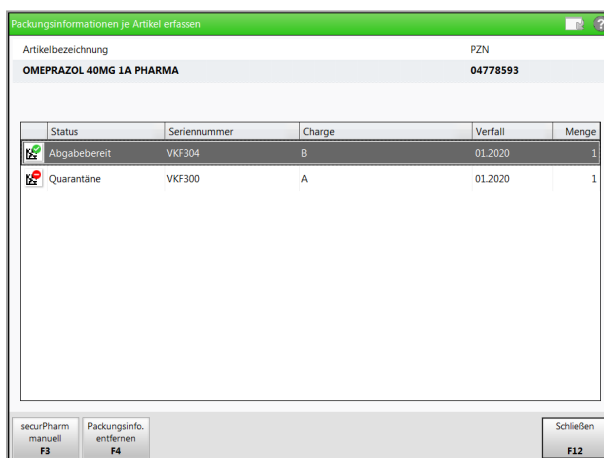 Packungsinformationen je Artikel erfassen
Artikelbezeichnung PZN
OMEPRAZOL 40MG 1A PHARMA 04778593
Status Seriennummer Charge Verfall Menge
Abgabebereit VKF304 B 01.2020 1
Quarantäne VKF300 A 01.2020 1
securPharm Packungsinfo. Schließen
manuell entfernen
F3 F4 F12